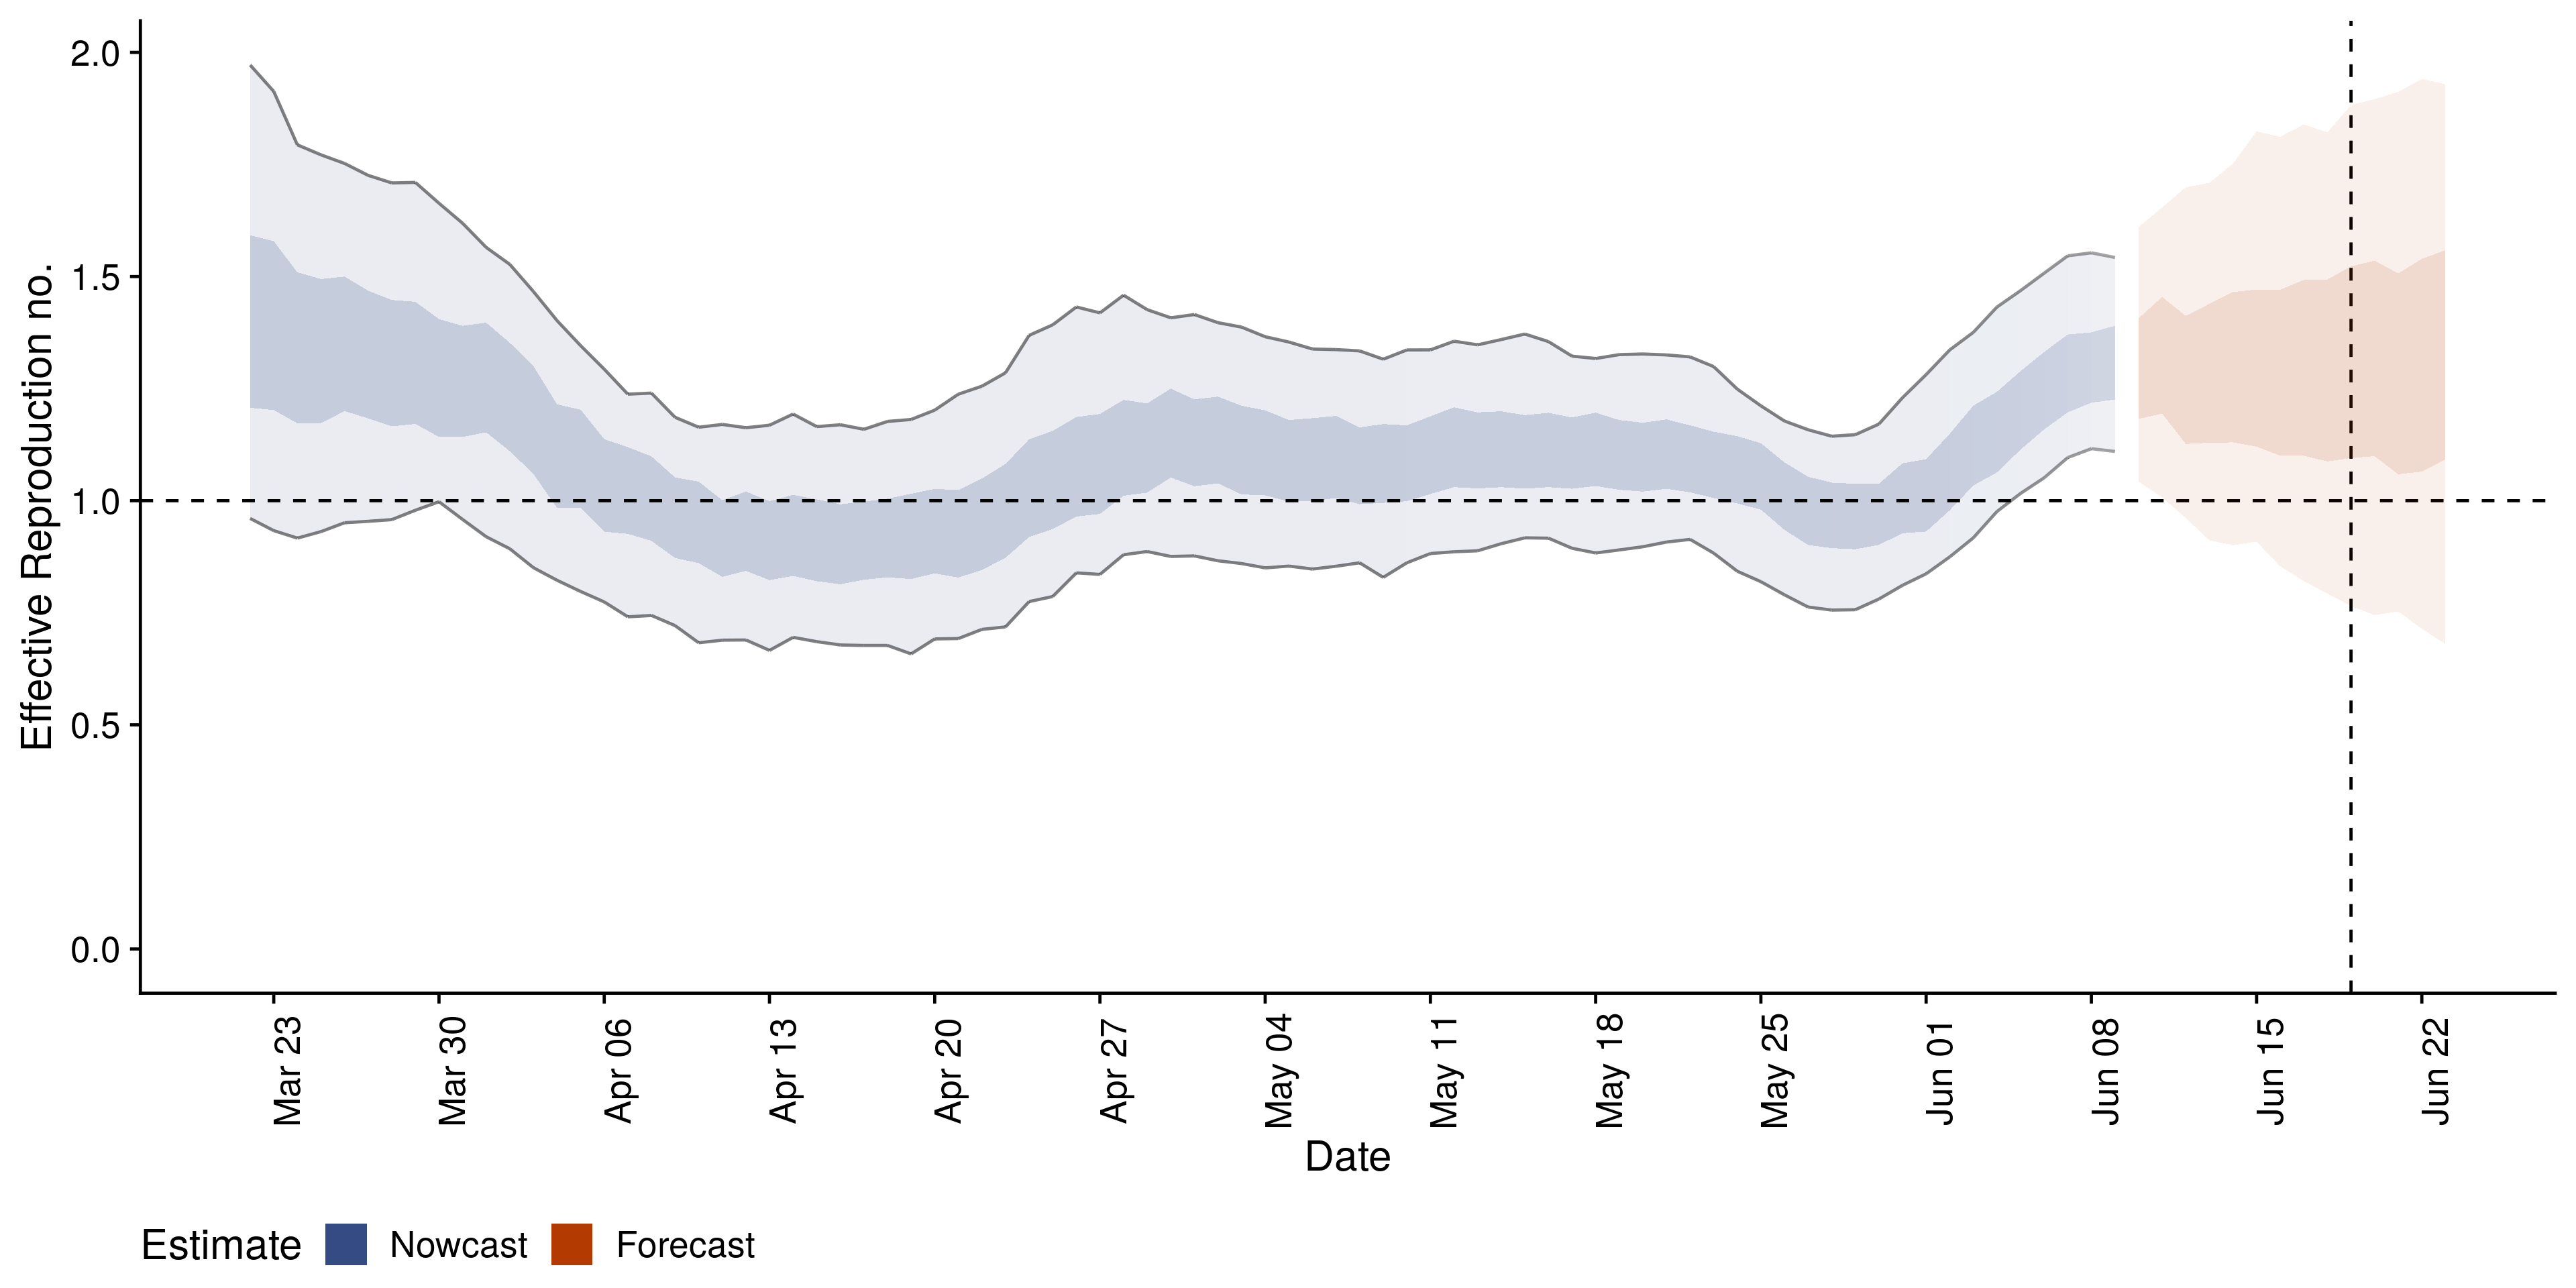 Effective Reproduction no.
2.0
1.5
1.0
0.5
0.0
Mar 23
Mar 30
Apr 06
Apr 13
Apr 20
Apr 27
May 04
May 11
May 18
May 25
Jun 01
Jun 08
Jun 15
Jun 22
Date
Estimate Nowcast Forecast